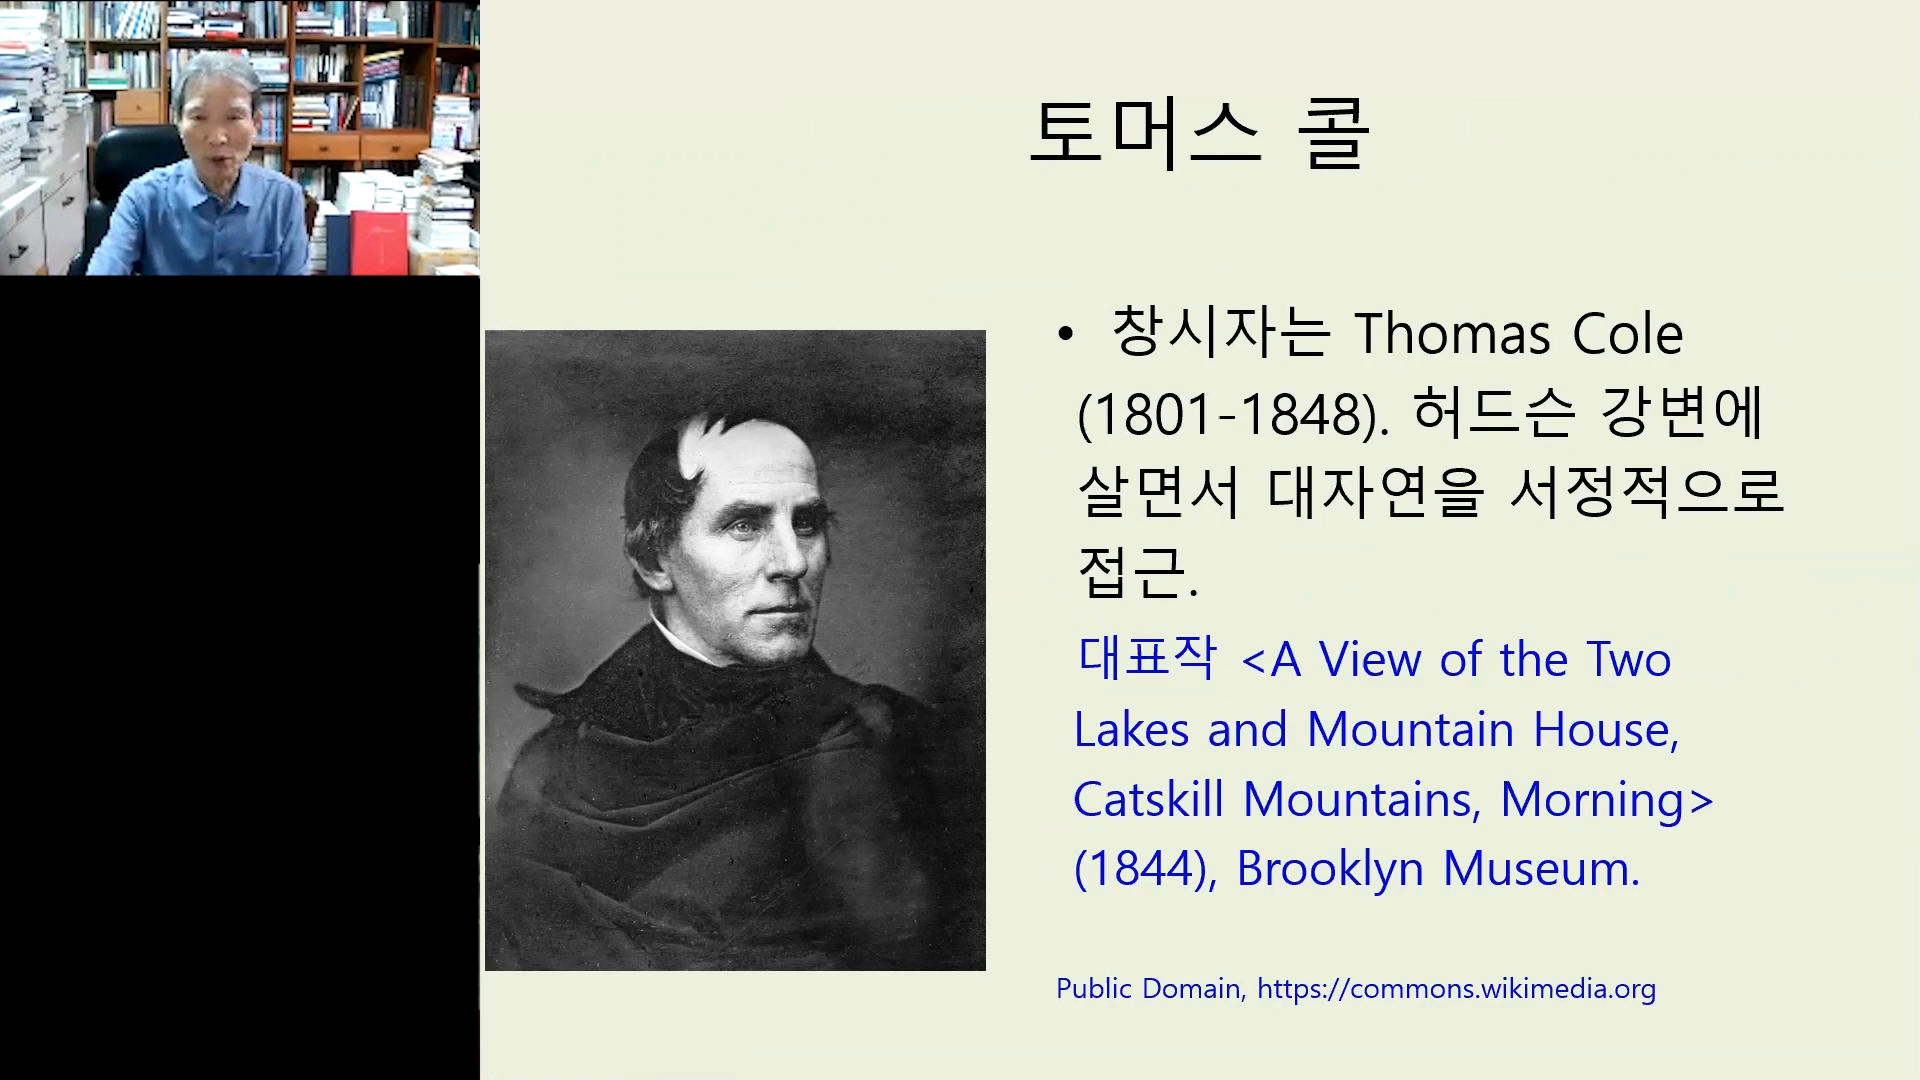 토머스 콜
• 창시자는 Thomas Cole
(1801-1848). 허드슨 강변에
살면서 대자연을 서정적으로
접근.
대표작 <A View of the Two
Lakes and Mountain House,
Catskill Mountains, Morning>
(1844), Brooklyn Museum.
Public Domain, https://commons.wikimedia.org